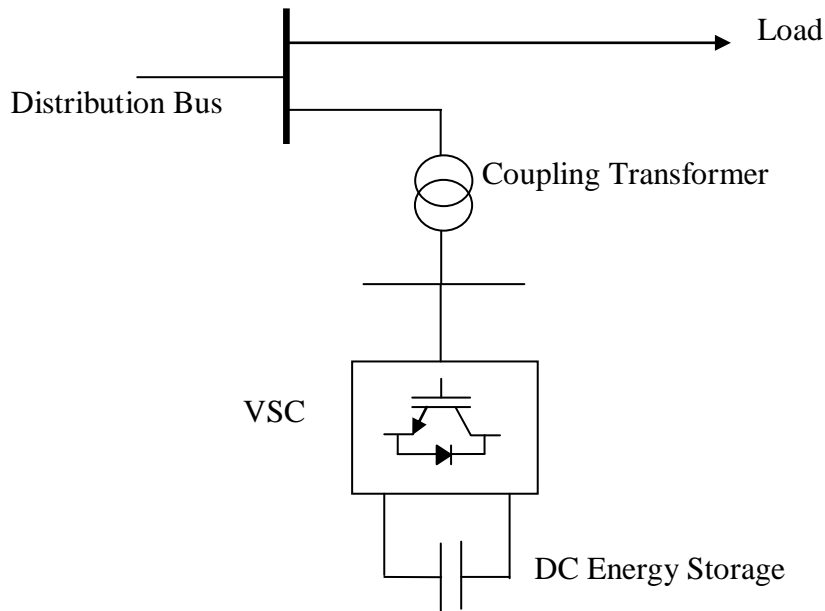 Load
Distribution Bus
Coupling Transformer
VSC
DC Energy Storage